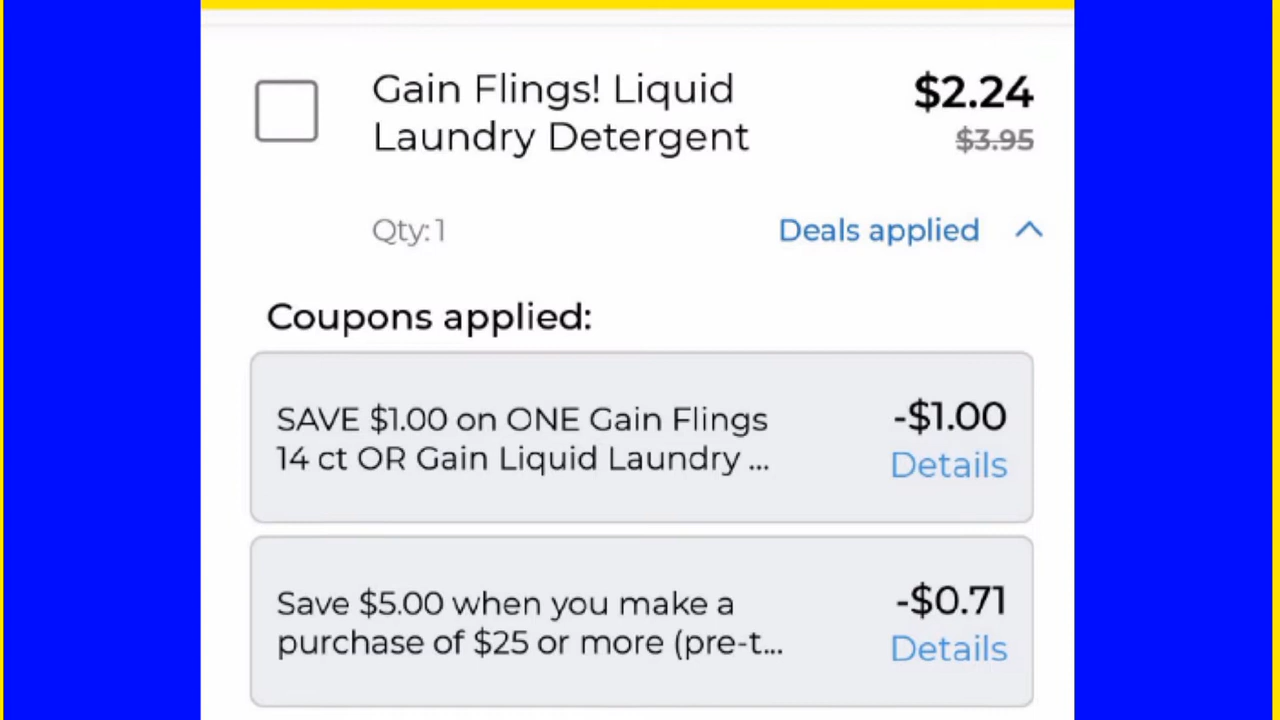 Gain Flings! Liquid
Laundry Detergent
$2.24
$3.95
Qty: 1
Deals applied
Coupons applied:
SAVE $1.00 on ONE Gain Flings
14 ct OR Gain Liquid Laundry ...
-$1.00
Details
Save $5.00 when you make a
purchase of $25 or more (pre-t...
-$0.71
Details